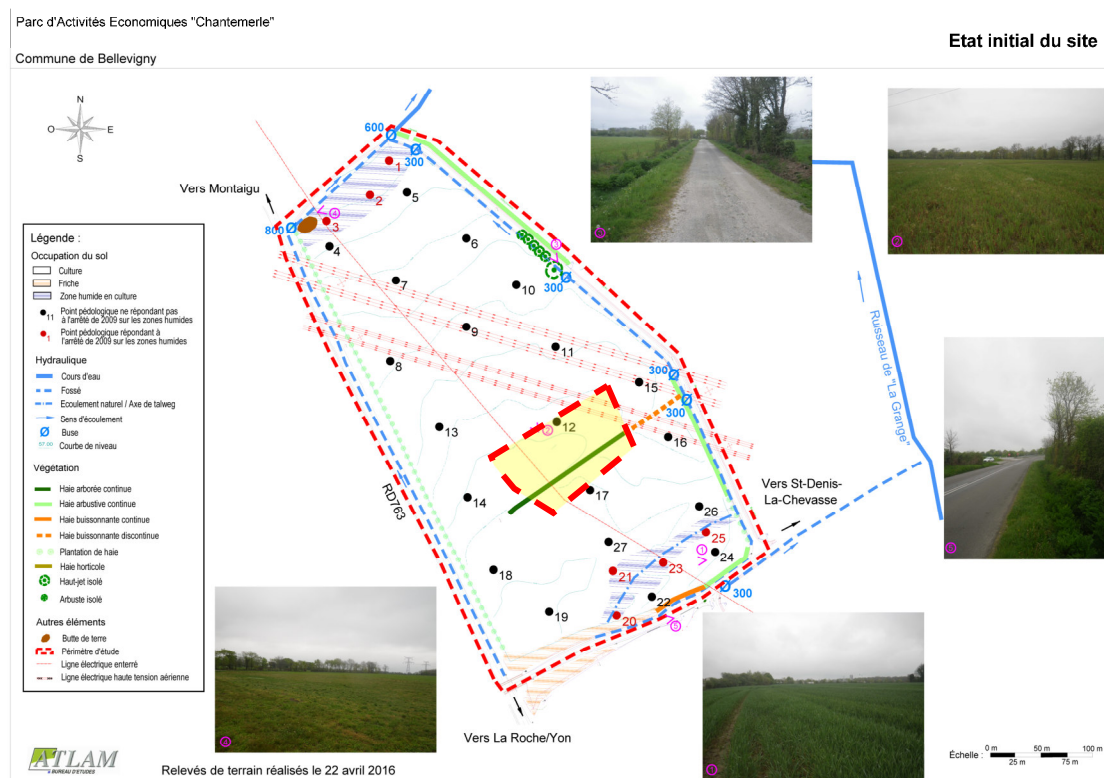 Parc d'Activités Economiques "Chantemerle"
Commune de Bellevigny
Etat initial du site
N
O
E
S
Vers Montaigu
600
300
800
1
2
3
4
5
6
7
8
9
10
11
12
13
14
15
16
17
18
19
20
21
22
23
24
25
26
27
300
300
300
300
RD763
Ruisseau de "La Grange"
Vers St-Denis-
La-Chevasse
Vers La Roche/Yon
Légende :
Occupation du sol
Culture
Friche
Zone humide en culture
11 Point pédologique ne répondant pas
à l'arrêté de 2009 sur les zones humides
1 Point pédologique répondant à
l'arrêté de 2009 sur les zones humides
Hydraulique
Cours d'eau
Fossé
Ecoulement naturel / Axe de talweg
Sens d'écoulement
Ø Buse
Courbe de niveau
Végétation
Haie arborée continue
Haie arbustive continue
Haie buissonnante continue
Haie buissonnante discontinue
Plantation de haie
Haie horticole
Haut-jet isolé
Arbuste isolé
Autres éléments
Butte de terre
Périmètre d'étude
Ligne électrique enterré
Ligne électrique haute tension aérienne
ATLAM
BUREAU D'ETUDES
Relevés de terrain réalisés le 22 avril 2016
Échelle :
0 m 50 m 100 m
25 m 75 m